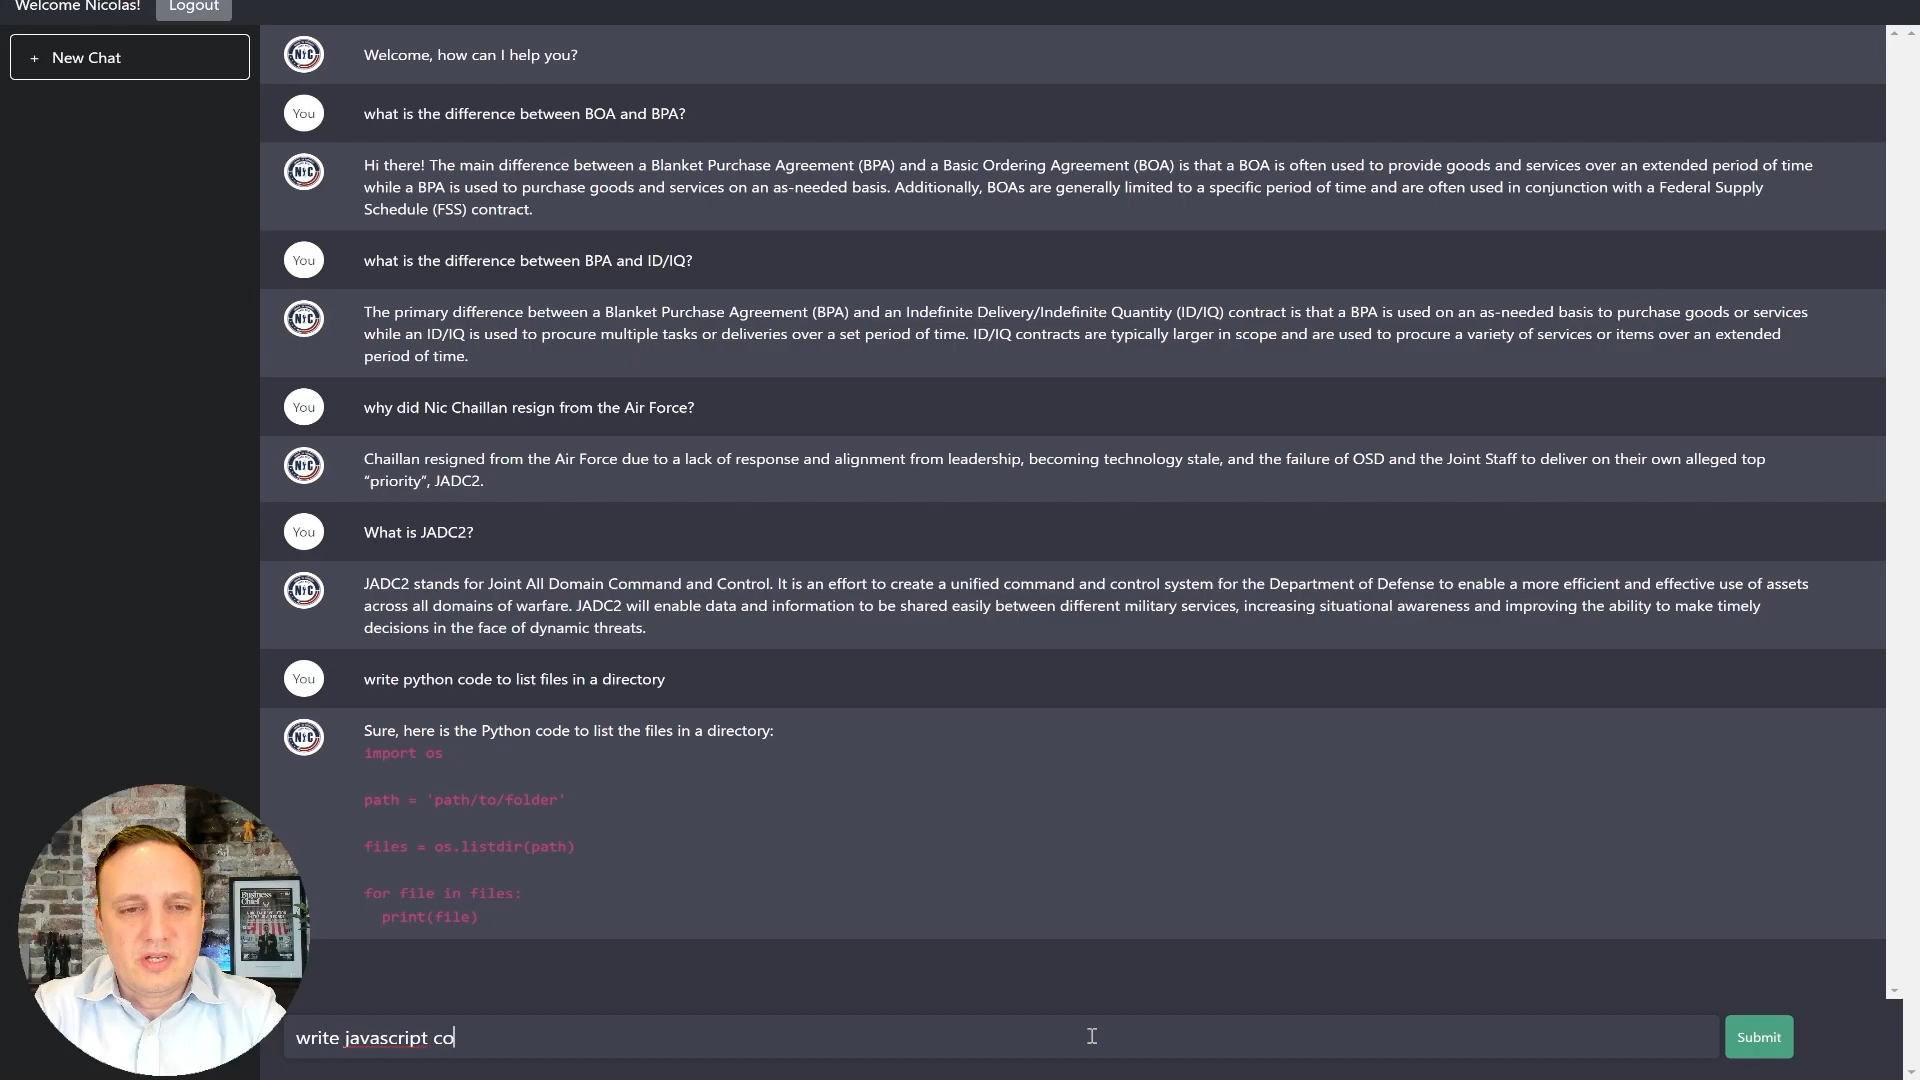 Welcome Nicolas!
Logout
+ New Chat
NIC
Welcome, how can I help you?
You
what is the difference between BOA and BPA?
NIC
Hi there! The main difference between a Blanket Purchase Agreement (BPA) and a Basic Ordering Agreement (BOA) is that a BOA is often used to provide goods and services over an extended period of time
while a BPA is used to purchase goods and services on an as-needed basis. Additionally, BOAs are generally limited to a specific period of time and are often used in conjunction with a Federal Supply
Schedule (FSS) contract.
You
what is the difference between BPA and ID/IQ?
NIC
The primary difference between a Blanket Purchase Agreement (BPA) and an Indefinite Delivery/Indefinite Quantity (ID/IQ) contract is that a BPA is used on an as-needed basis to purchase goods or services
while an ID/IQ is used to procure multiple tasks or deliveries over a set period of time. ID/IQ contracts are typically larger in scope and are used to procure a variety of services or items over an extended
period of time.
You
why did Nic Chaillan resign from the Air Force?
NIC
Chaillan resigned from the Air Force due to a lack of response and alignment from leadership, becoming technology stale, and the failure of OSD and the Joint Staff to deliver on their own alleged top
“priority”, JADC2.
You
What is JADC2?
NIC
JADC2 stands for Joint All Domain Command and Control. It is an effort to create a unified command and control system for the Department of Defense to enable a more efficient and effective use of assets
across all domains of warfare. JADC2 will enable data and information to be shared easily between different military services, increasing situational awareness and improving the ability to make timely
decisions in the face of dynamic threats.
You
write python code to list files in a directory
NIC
Sure, here is the Python code to list the files in a directory:
import os
path = 'path/to/folder'
files = os.listdir(path)
for file in files:
print(file)
Business
Chief
write javascript co
Submit